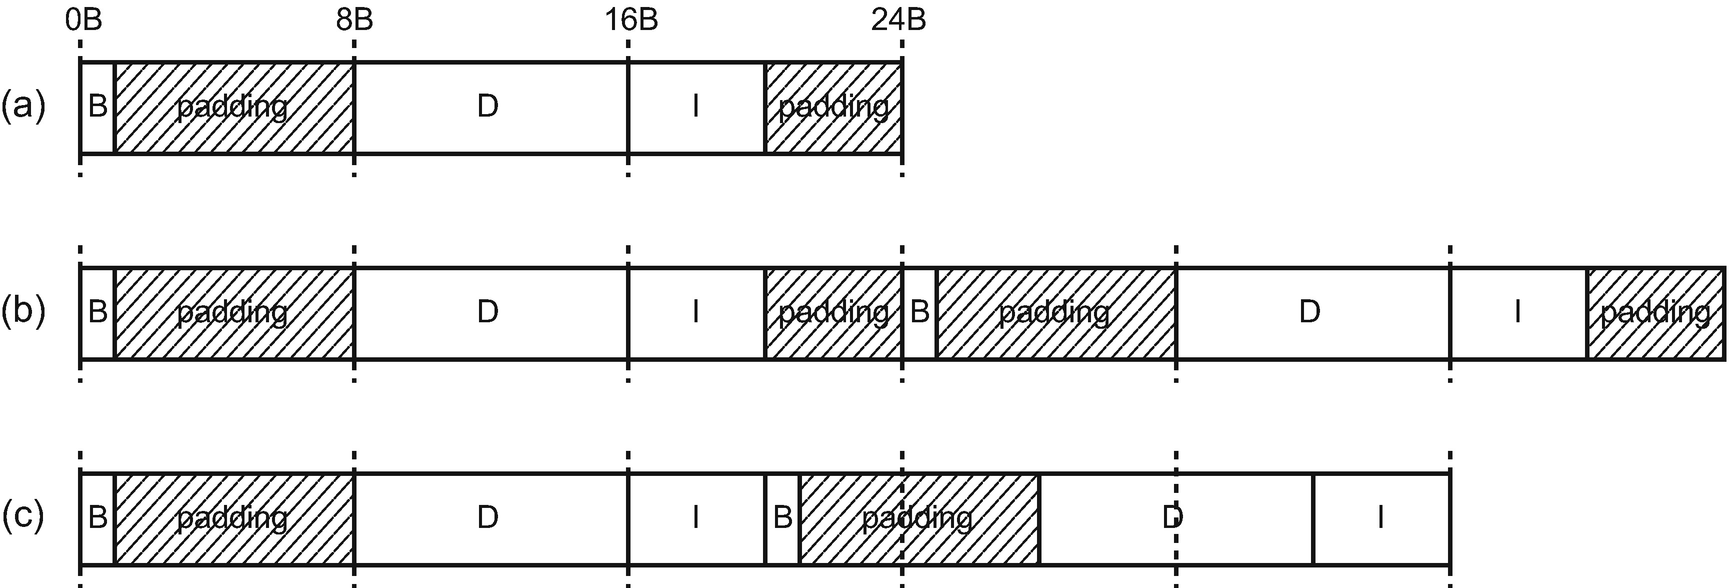 0B 8B 16B 24B
(a) B padding D I padding
(b) B padding D I padding B padding D I padding
(c) B padding D I B padding D I